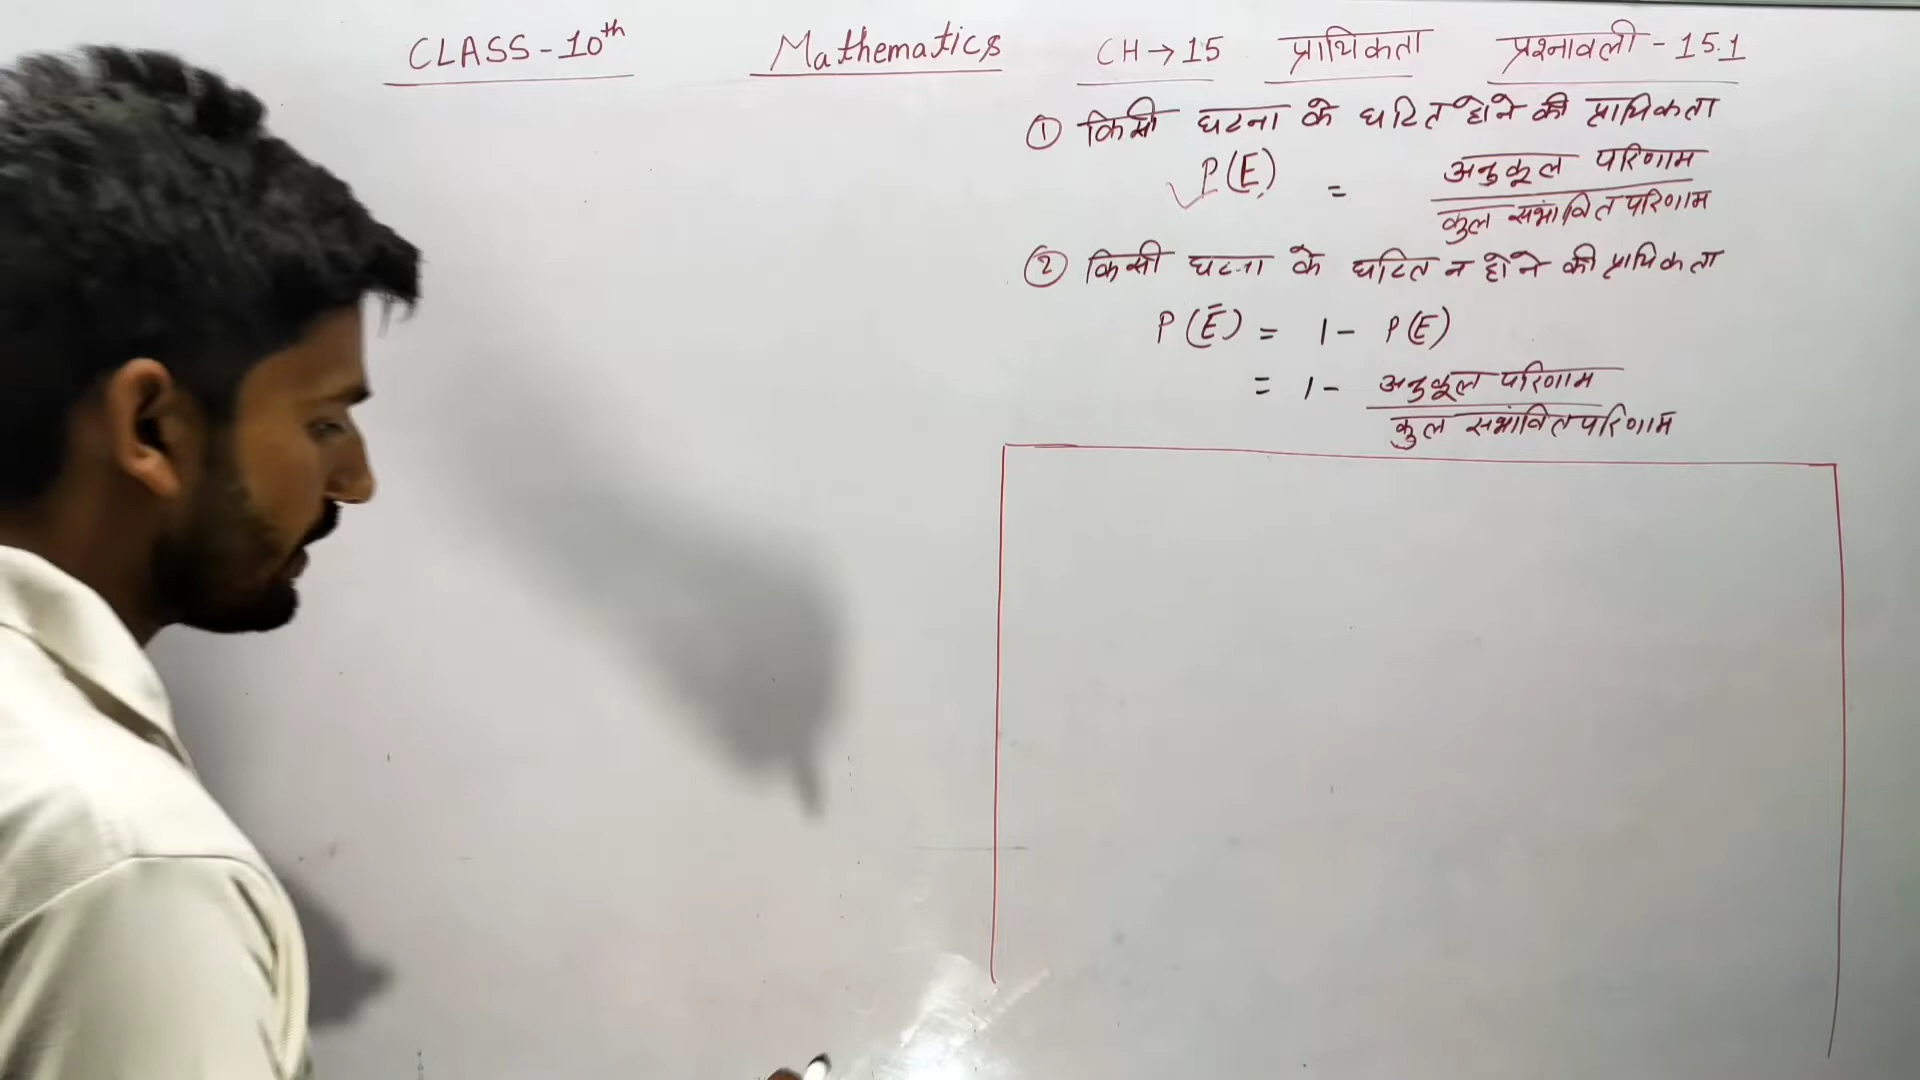 CLASS-10th Mathematics CH→15 प्रायिकता प्रश्नावली-15.1
① किसी घटना के घटित होने की प्रायिकता
P(E) = अनुकूल परिणाम
कुल संभावित परिणाम
② किसी घटना के घटित न होने की प्रायिकता
P(Ē) = 1- P(E)
= 1- अनुकूल परिणाम
कुल संभावित परिणाम